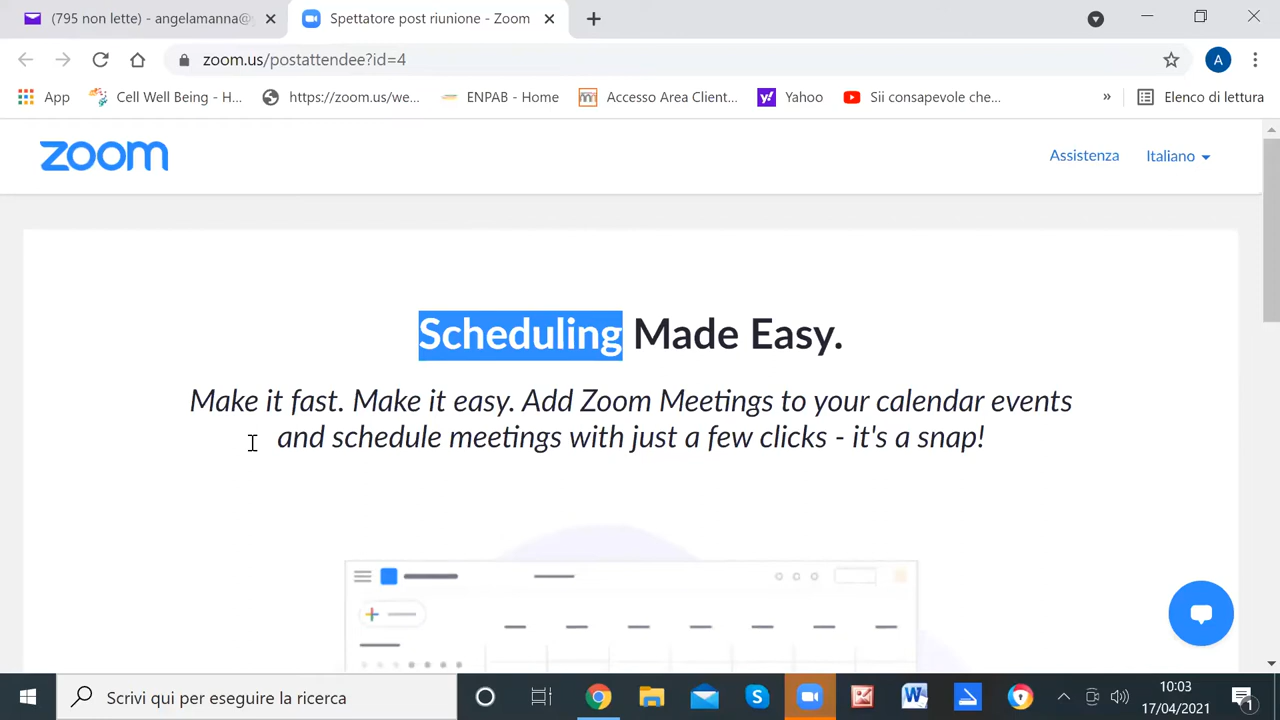 (795 non lette) - angelamanna@
Spettatore post riunione - Zoom
zoom.us/postattendee?id=4
A
App
Cell Well Being - H...
https://zoom.us/we...
ENPAB - Home
Accesso Area Client...
Yahoo
Sii consapevole che...
»
Elenco di lettura
zoom
Assistenza
Italiano
Scheduling Made Easy.
Make it fast. Make it easy. Add Zoom Meetings to your calendar events
and schedule meetings with just a few clicks - it's a snap!
Scrivi qui per eseguire la ricerca
10:03
17/04/2021
1